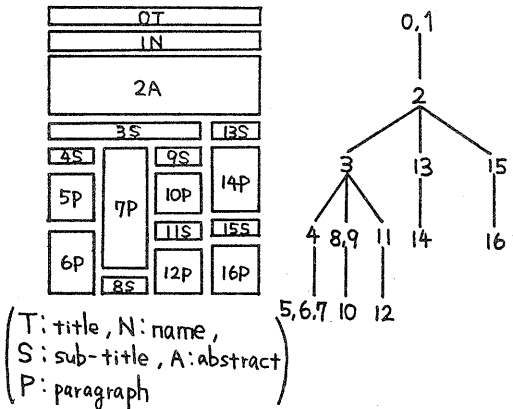 0T
1N
2A
3S 13S
4S 9S
5P 7P 10P 14P
11S 15S
6P 12P 16P
8S
0,1
2
3 13 15
4 8,9 11 14 16
5,6,7 10 12
(T: title, N: name,
S: sub-title, A: abstract
P: paragraph)